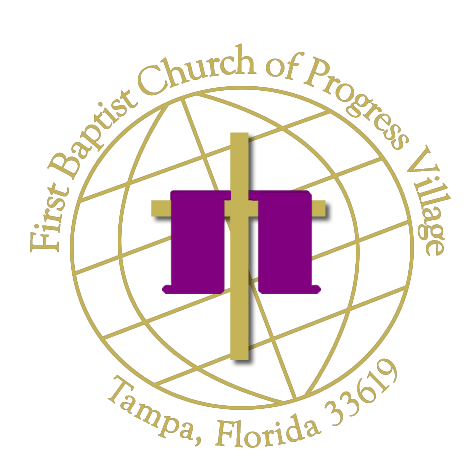 First Baptist Church of Progress Village
Tampa, Florida 33619